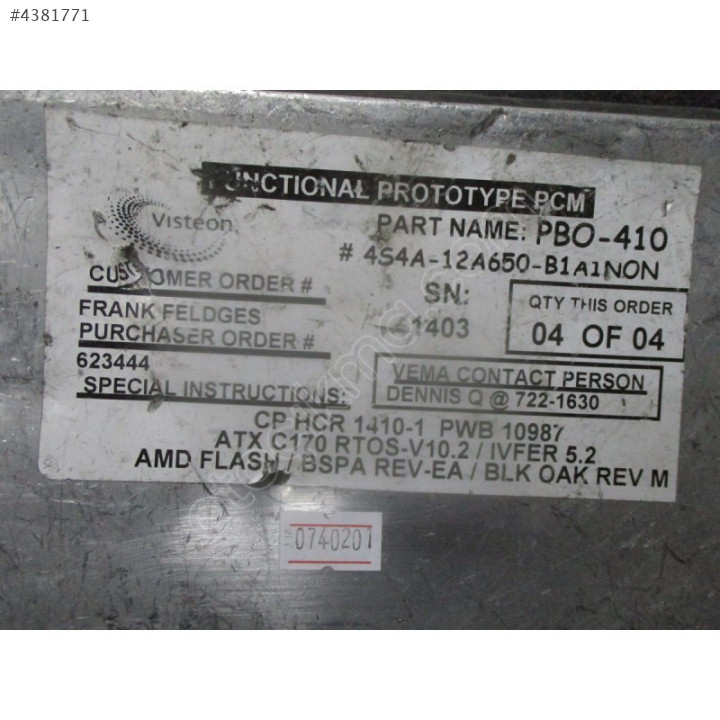 #4381771
FUNCTIONAL PROTOTYPE PCM
Visteon
PART NAME: PBO-410
# 4S4A-12A650-B1A1NON
CUSTOMER ORDER #
FRANK FELDGES
PURCHASER ORDER #
623444
SPECIAL INSTRUCTIONS:
SN:
1403
QTY THIS ORDER
04 OF 04
VEMA CONTACT PERSON
DENNIS Q @ 722-1630
CP HCR 1410-1 PWB 10987
ATX C170 RTOS-V10.2 / IVFER 5.2
AMD FLASH / BSPA REV-EA / BLK OAK REV M
0740201